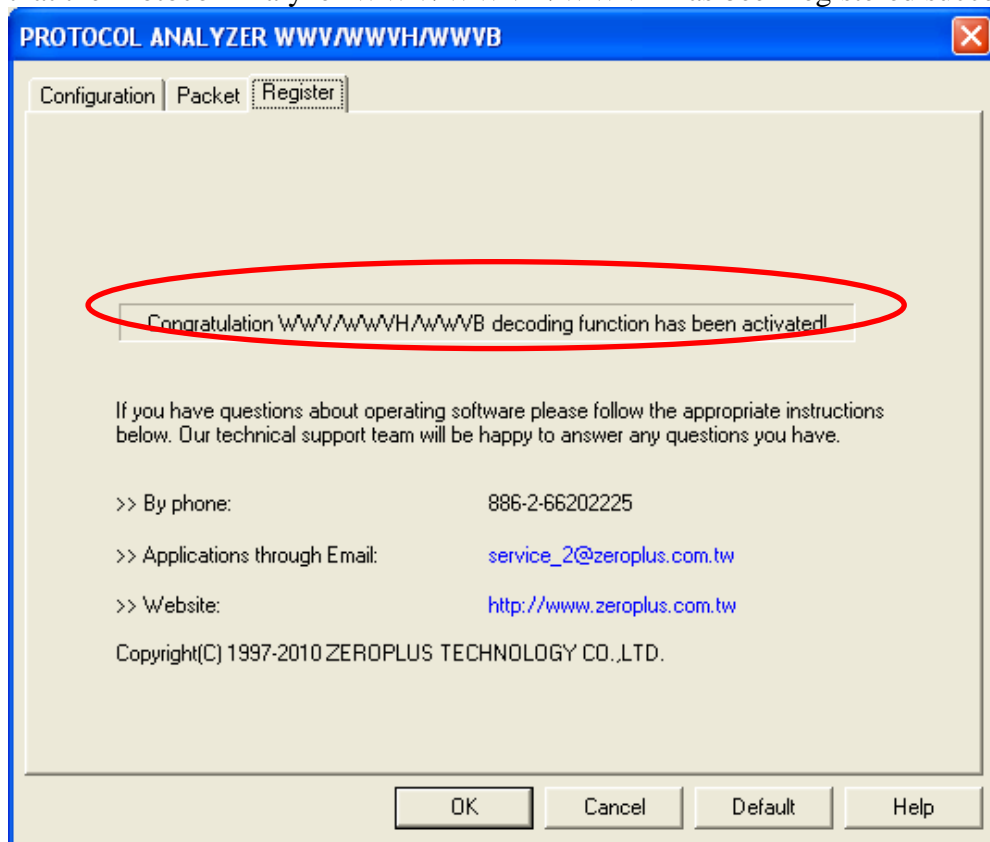 PROTOCOL ANALYZER WWV/WWVH/WWVB
Configuration Packet Register
Congratulation WWV/WWVH/WWVB decoding function has been activated!
If you have questions about operating software please follow the appropriate instructions
below. Our technical support team will be happy to answer any questions you have.
>> By phone: 886-2-66202225
>> Applications through Email: service_2@zeroplus.com.tw
>> Website: http://www.zeroplus.com.tw
Copyright(C) 1997-2010 ZEROPLUS TECHNOLOGY CO.,LTD.
OK Cancel Default Help